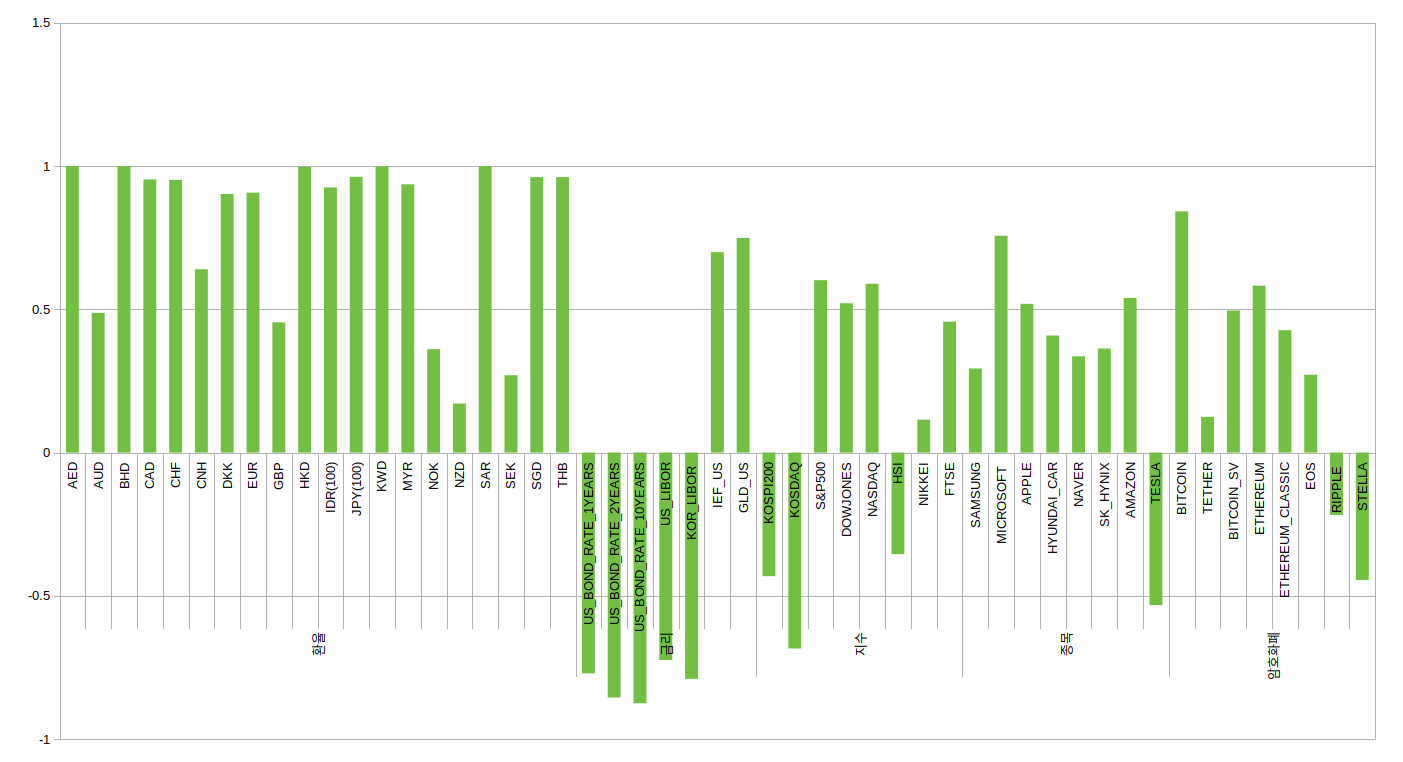 1.5
1
0.5
0
-0.5
-1
AED
AUD
BHD
CAD
CHF
CNH
DKK
EUR
GBP
HKD
IDR(100)
JPY(100)
KWD
MYR
NOK
NZD
SAR
SEK
SGD
THB
US_BOND_RATE_1YEARS
US_BOND_RATE_2YEARS
US_BOND_RATE_10YEARS
US_LIBOR
KOR_LIBOR
IEF_US
GLD_US
KOSPI200
KOSDAQ
S&P500
DOWJONES
NASDAQ
HSI
NIKKEI
FTSE
SAMSUNG
MICROSOFT
APPLE
HYUNDAI_CAR
NAVER
SK_HYNIX
AMAZON
TESLA
BITCOIN
TETHER
BITCOIN_SV
ETHEREUM
ETHEREUM_CLASSIC
EOS
RIPPLE
STELLA
환율
금리
지수
종목
암호화폐